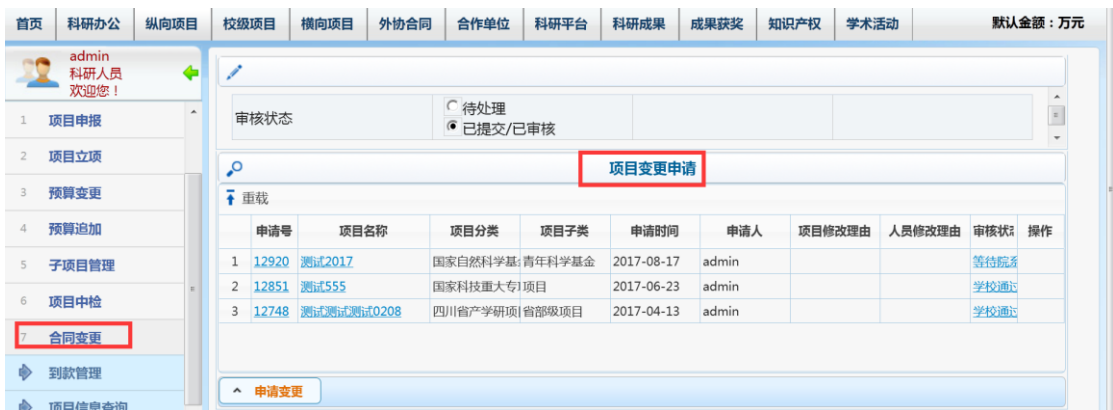 首页 科研办公 纵向项目 校级项目 横向项目 外协合同 合作单位 科研平台 科研成果 成果获奖 知识产权 学术活动 默认金额：万元
admin
科研人员
欢迎您！
1 项目申报
2 项目立项
3 预算变更
4 预算追加
5 子项目管理
6 项目中检
7 合同变更
到款管理
项目信息查询
审核状态
待处理
已提交/已审核
项目变更申请
重载
申请号 项目名称 项目分类 项目子类 申请时间 申请人 项目修改理由 人员修改理由 审核状 操作
1 12920 测试2017 国家自然科学基 青年科学基金 2017-08-17 admin 等待院系
2 12851 测试555 国家科技重大专 项目 2017-06-23 admin 学校通过
3 12748 测试测试测试0208 四川省产学研项 省部级项目 2017-04-13 admin 学校通过
申请变更